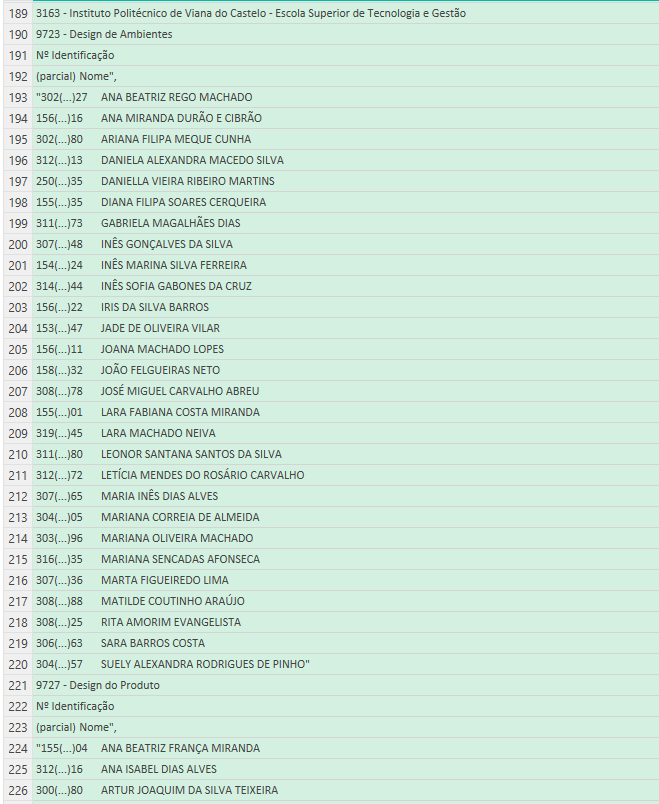 189 3163 - Instituto Politécnico de Viana do Castelo - Escola Superior de Tecnologia e Gestão
190 9723 - Design de Ambientes
191 Nº Identificação
192 (parcial) Nome",
193 "302(...)27 ANA BEATRIZ REGO MACHADO
194 156(...)16 ANA MIRANDA DURÃO E CIBRÃO
195 302(...)80 ARIANA FILIPA MEQUE CUNHA
196 312(...)13 DANIELA ALEXANDRA MACEDO SILVA
197 250(...)35 DANIELLA VIEIRA RIBEIRO MARTINS
198 155(...)35 DIANA FILIPA SOARES CERQUEIRA
199 311(...)73 GABRIELA MAGALHÃES DIAS
200 307(...)48 INÊS GONÇALVES DA SILVA
201 154(...)24 INÊS MARINA SILVA FERREIRA
202 314(...)44 INÊS SOFIA GABONES DA CRUZ
203 156(...)22 IRIS DA SILVA BARROS
204 153(...)47 JADE DE OLIVEIRA VILAR
205 156(...)11 JOANA MACHADO LOPES
206 158(...)32 JOÃO FELGUEIRAS NETO
207 308(...)78 JOSÉ MIGUEL CARVALHO ABREU
208 155(...)01 LARA FABIANA COSTA MIRANDA
209 319(...)45 LARA MACHADO NEIVA
210 311(...)80 LEONOR SANTANA SANTOS DA SILVA
211 312(...)72 LETÍCIA MENDES DO ROSÁRIO CARVALHO
212 307(...)65 MARIA INÊS DIAS ALVES
213 304(...)05 MARIANA CORREIA DE ALMEIDA
214 303(...)96 MARIANA OLIVEIRA MACHADO
215 316(...)35 MARIANA SENCADAS AFONSECA
216 307(...)36 MARTA FIGUEIREDO LIMA
217 308(...)88 MATILDE COUTINHO ARAÚJO
218 308(...)25 RITA AMORIM EVANGELISTA
219 306(...)63 SARA BARROS COSTA
220 304(...)57 SUELY ALEXANDRA RODRIGUES DE PINHO"
221 9727 - Design do Produto
222 Nº Identificação
223 (parcial) Nome",
224 "155(...)04 ANA BEATRIZ FRANÇA MIRANDA
225 312(...)16 ANA ISABEL DIAS ALVES
226 300(...)80 ARTUR JOAQUIM DA SILVA TEIXEIRA